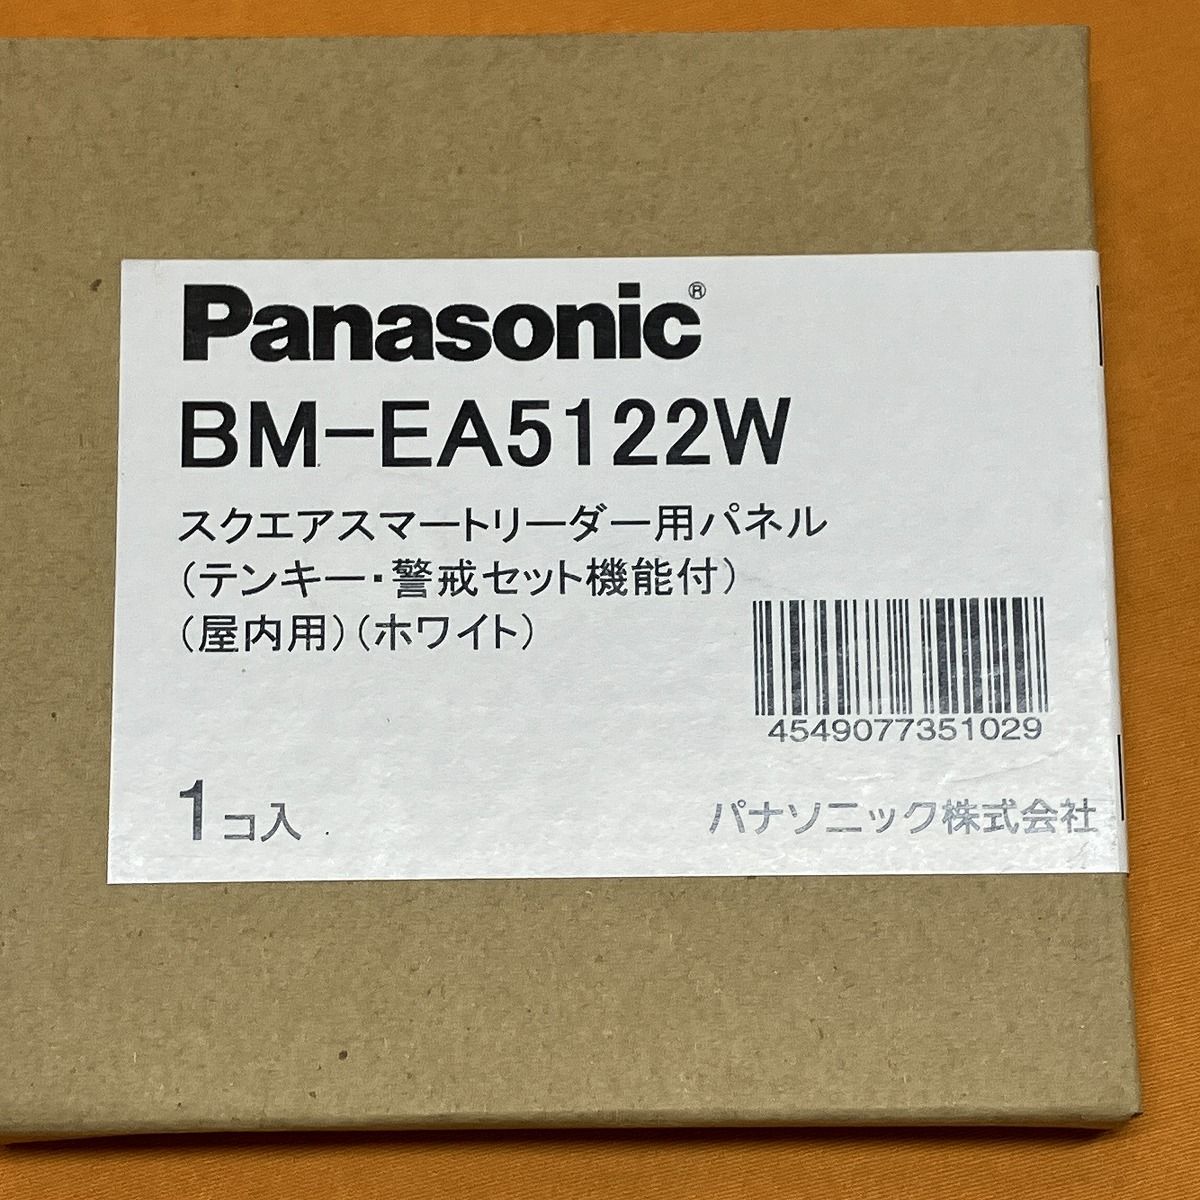 Panasonic®
BM-EA5122W
スクエアスマートリーダー用パネル
(テンキー・警戒セット機能付)
(屋内用)(ホワイト)
4549077351029
1コ入
パナソニック株式会社